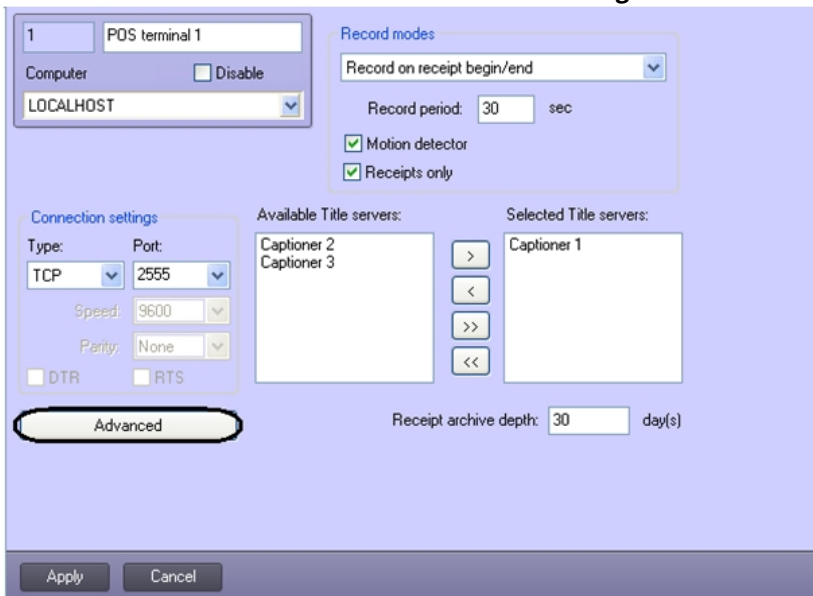 1
POS terminal 1
Computer
Disable
LOCALHOST
Record modes
Record on receipt begin/end
Record period: 30 sec
Motion detector
Receipts only
Connection settings
Type: Port:
TCP 2555
Speed: 9600
Parity: None
DTR RTS
Available Title servers:
Captioner 2
Captioner 3
>
<
>>
<<
Selected Title servers:
Captioner 1
Advanced
Receipt archive depth: 30 day(s)
Apply Cancel